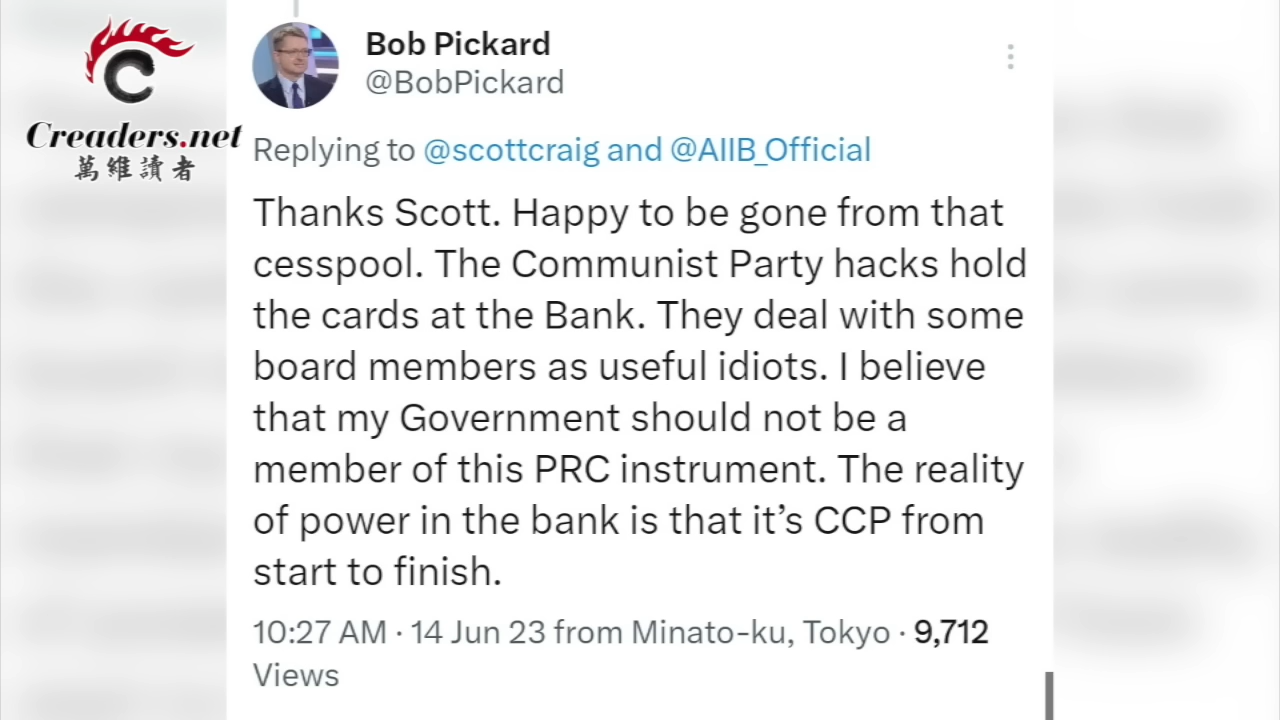 Creaders.net
萬維讀者
Bob Pickard
@BobPickard
Replying to @scottcraig and @AIIB_Official
Thanks Scott. Happy to be gone from that
cesspool. The Communist Party hacks hold
the cards at the Bank. They deal with some
board members as useful idiots. I believe
that my Government should not be a
member of this PRC instrument. The reality
of power in the bank is that it’s CCP from
start to finish.
10:27 AM · 14 Jun 23 from Minato-ku, Tokyo · 9,712
Views